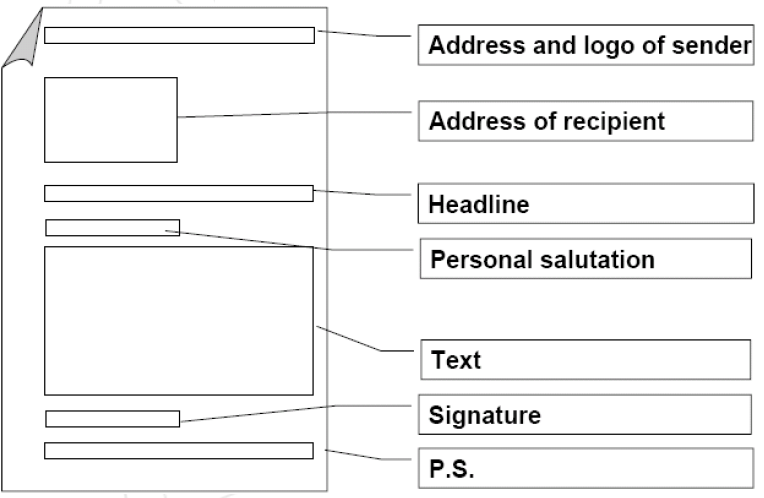 Address and logo of sender
Address of recipient
Headline
Personal salutation
Text
Signature
P.S.